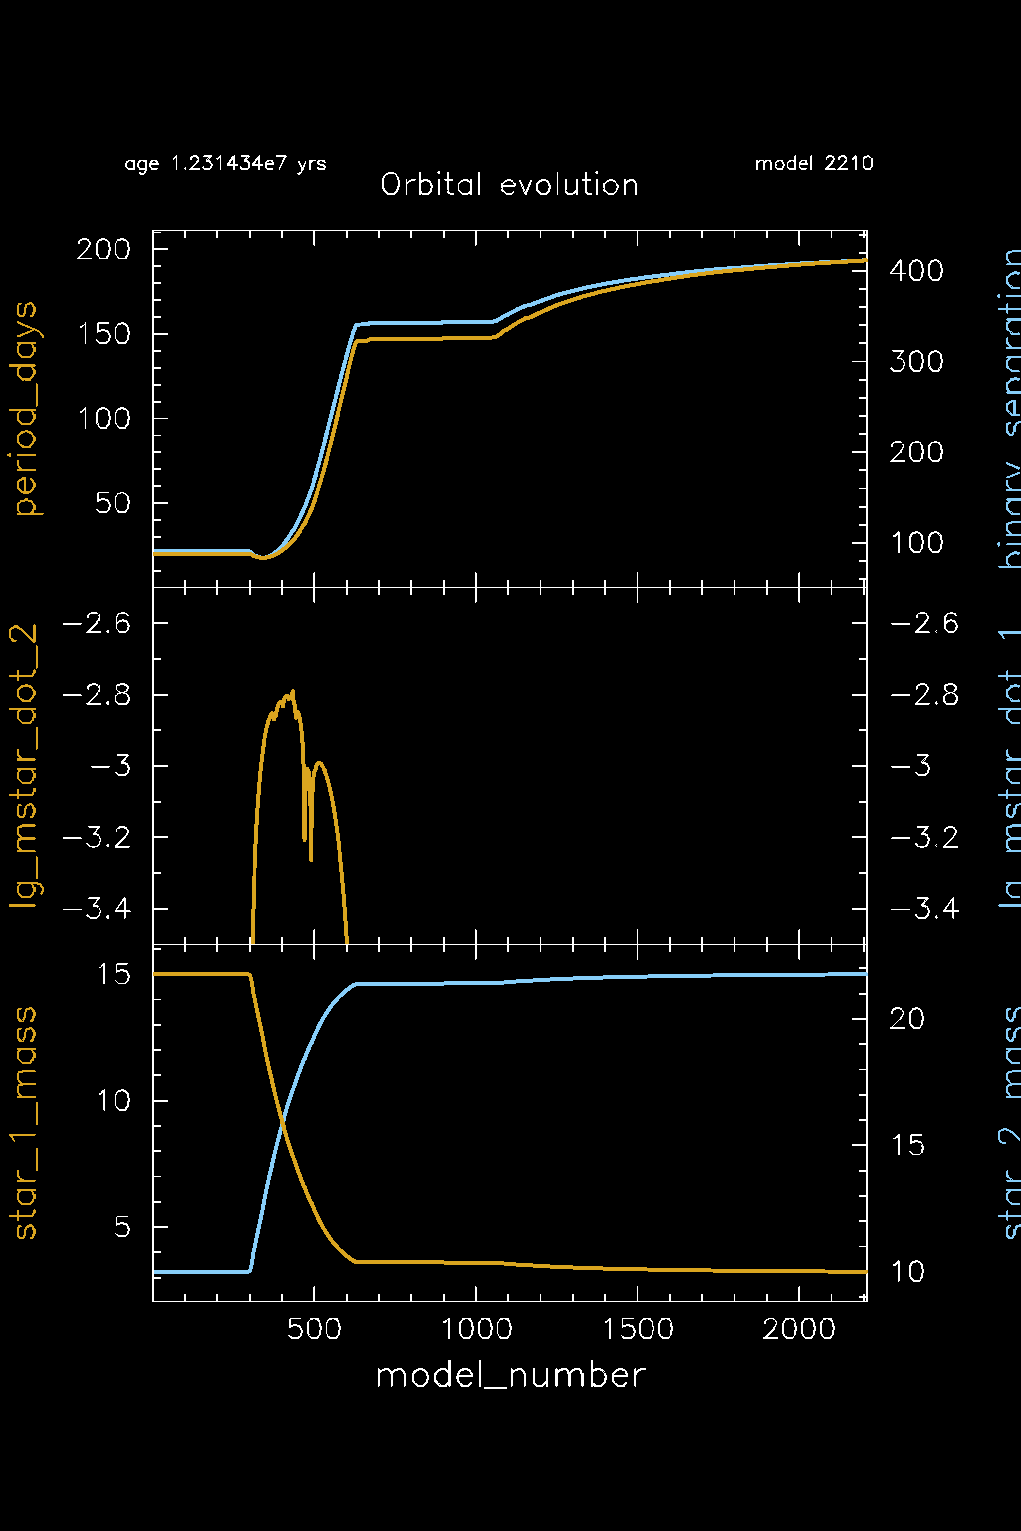 age 1.231434e7 yrs
model 2210
Orbital evolution
period_days
200
150
100
50
400
300
200
100
binary separation
lg_mstar_dot_2
-2.6
-2.8
-3
-3.2
-3.4
-2.6
-2.8
-3
-3.2
-3.4
lg_mstar_dot_1
star_1_mass
15
10
5
20
15
10
star_2_mass
500 1000 1500 2000
model_number